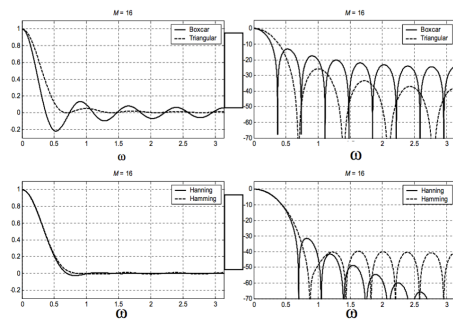 M = 16
1
0.8
0.6
0.4
0.2
0
-0.2
Boxcar
Triangular
0 0.5 1 1.5 2 2.5 3
ω
M = 16
0
-10
-20
-30
-40
-50
-60
-70
Boxcar
Triangular
0 0.5 1 1.5 2 2.5 3
ω
M = 16
1
0.8
0.6
0.4
0.2
0
-0.2
Hanning
Hamming
0 0.5 1 1.5 2 2.5 3
ω
M = 16
0
-10
-20
-30
-40
-50
-60
-70
Hanning
Hamming
0 0.5 1 1.5 2 2.5 3
ω